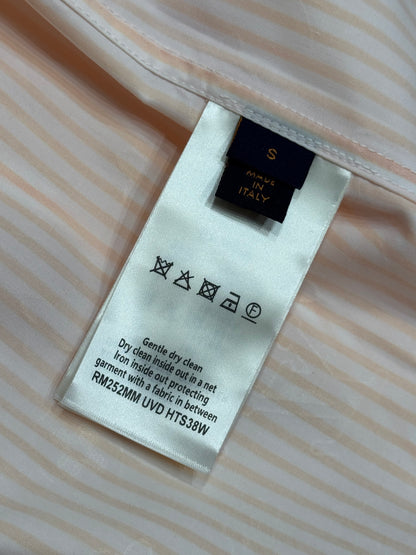 S
MADE
IN
ITALY
F
Gentle dry clean
Dry clean inside out in a net
Iron inside out protecting
garment with a fabric in between
RM252MM UVD HTS38W